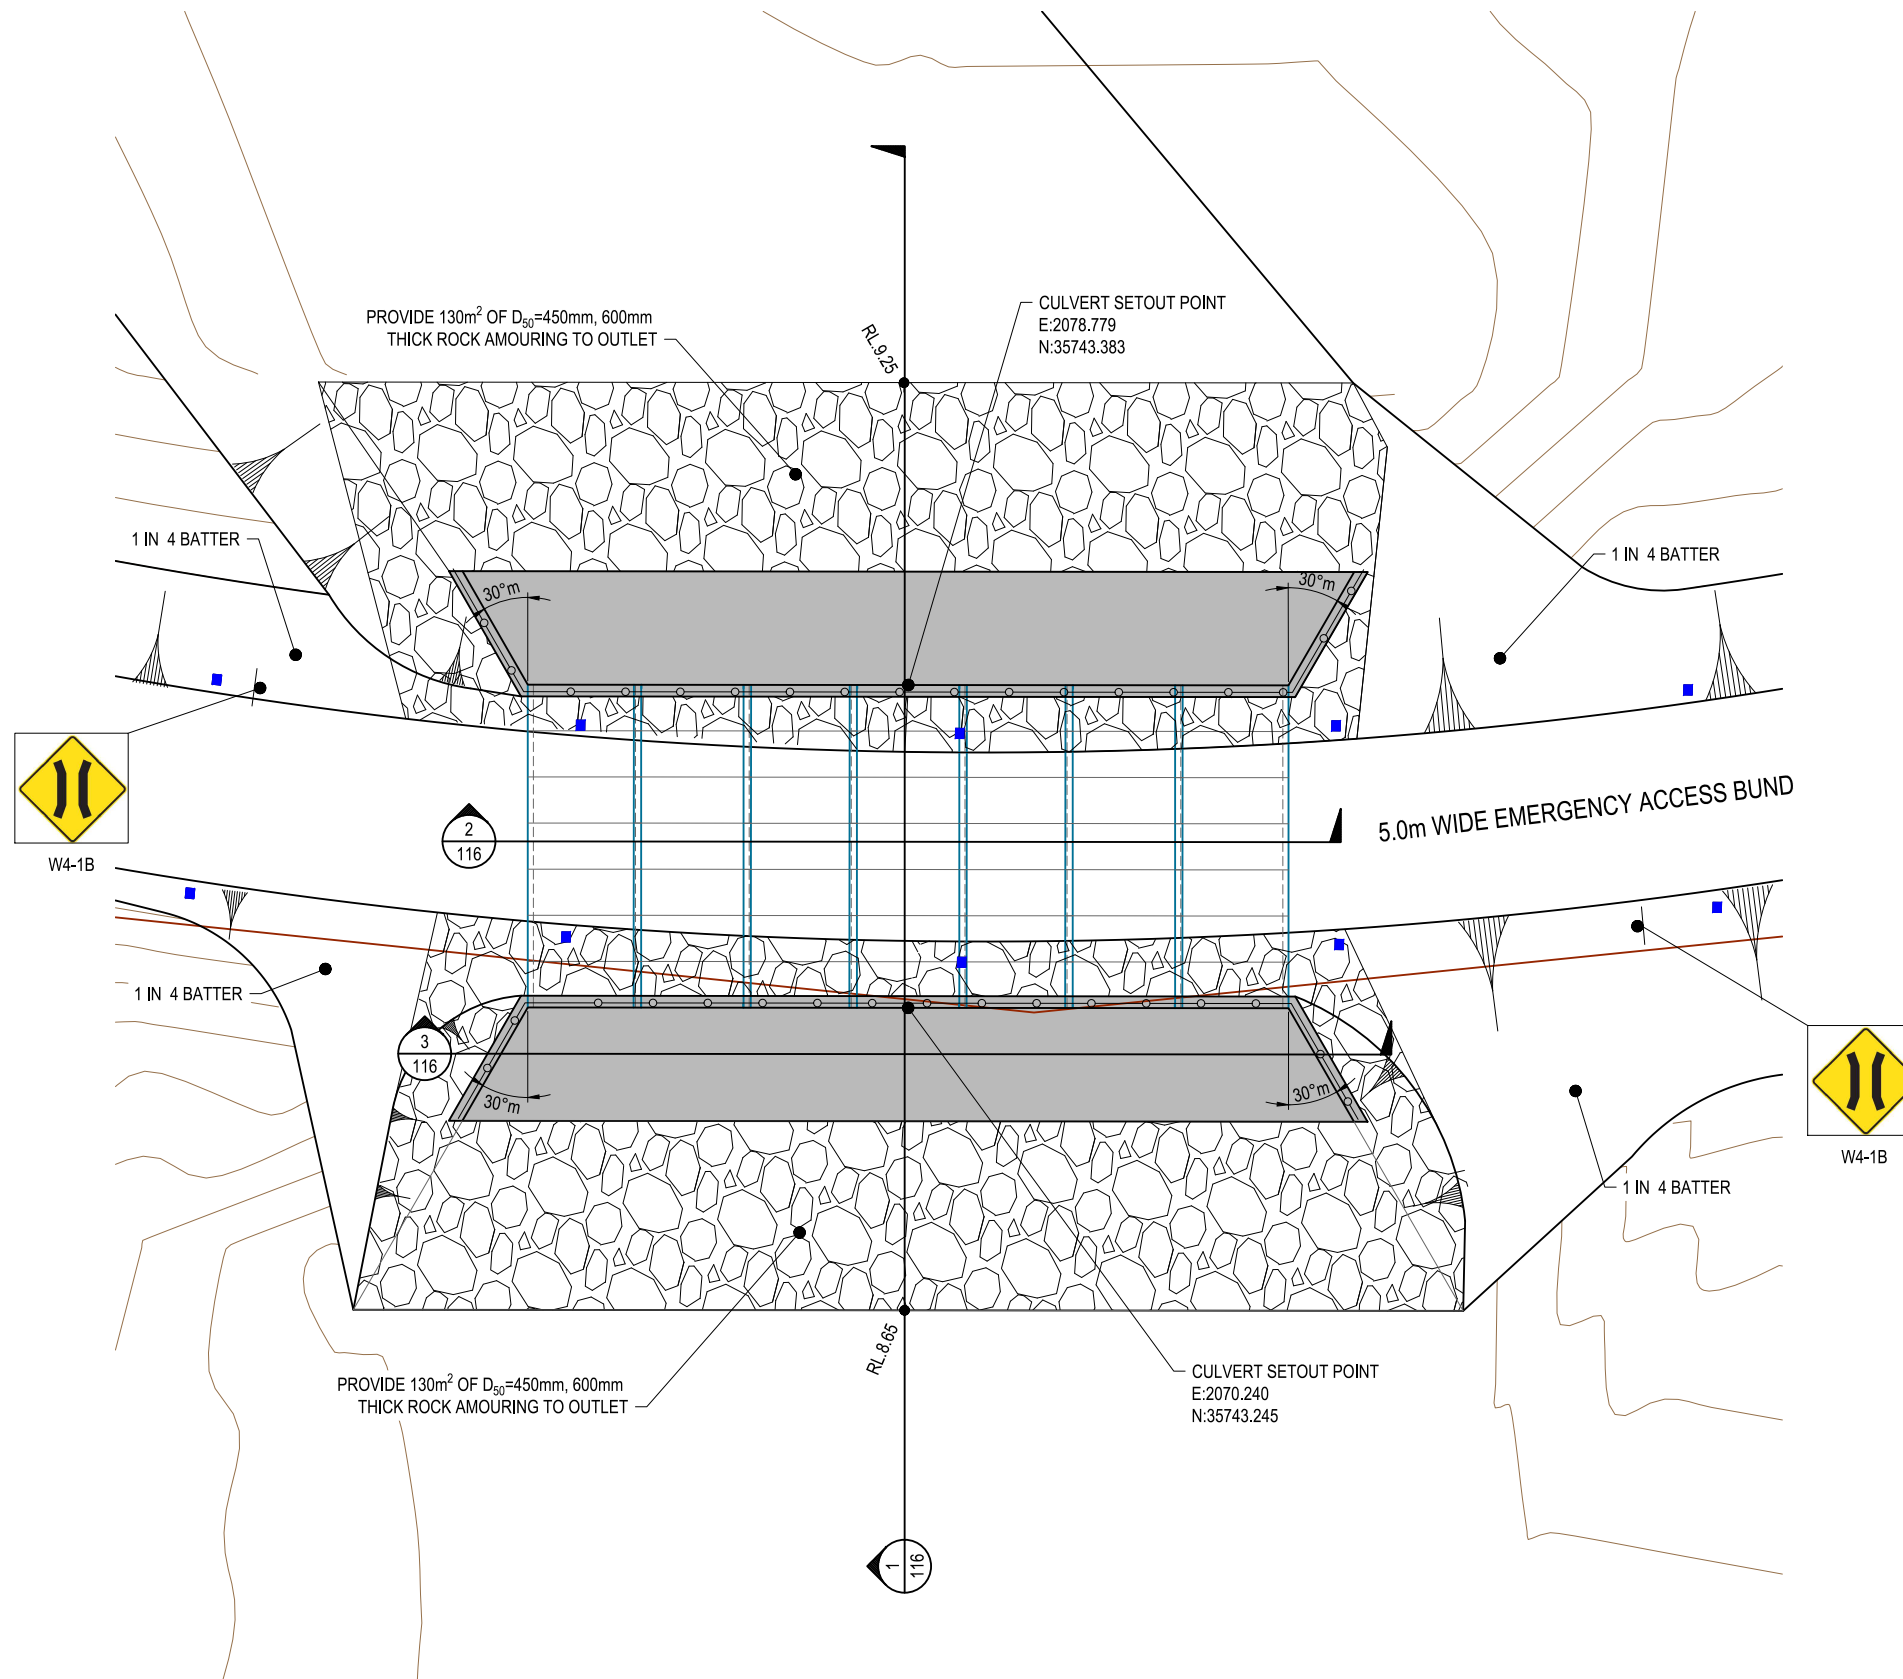 PROVIDE 130m² OF D₅₀=450mm, 600mm
THICK ROCK AMOURING TO OUTLET
RL.9.25
CULVERT SETOUT POINT
E:2078.779
N:35743.383
1 IN 4 BATTER
1 IN 4 BATTER
30°m
30°m
W4-1B
2
116
5.0m WIDE EMERGENCY ACCESS BUND
1 IN 4 BATTER
3
116
30°m
30°m
W4-1B
1 IN 4 BATTER
RL.8.65
PROVIDE 130m² OF D₅₀=450mm, 600mm
THICK ROCK AMOURING TO OUTLET
CULVERT SETOUT POINT
E:2070.240
N:35743.245
1
116